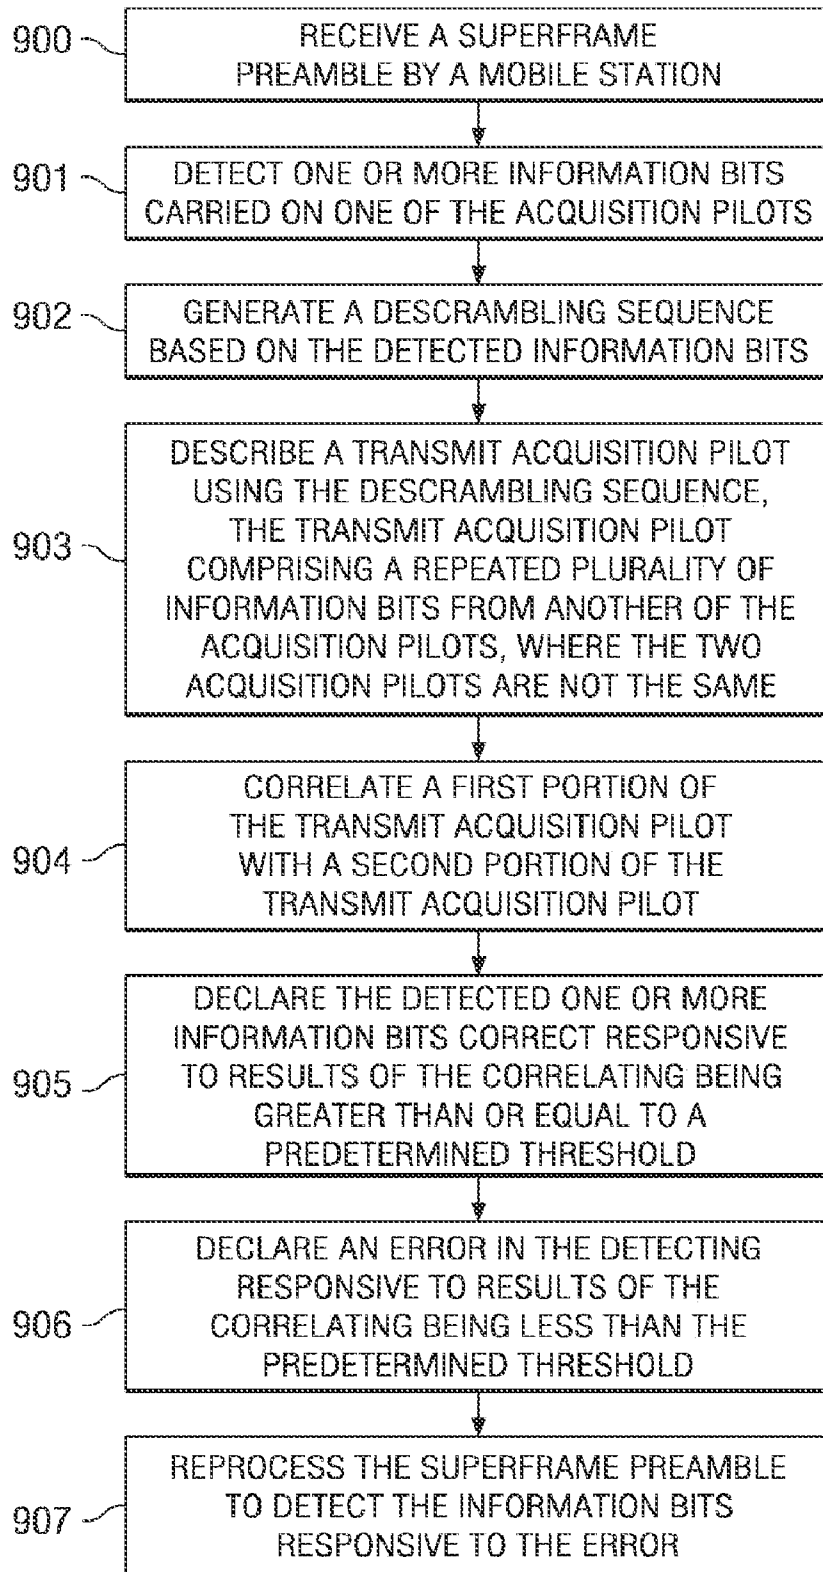 900
RECEIVE A SUPERFRAME
PREAMBLE BY A MOBILE STATION
901
DETECT ONE OR MORE INFORMATION BITS
CARRIED ON ONE OF THE ACQUISITION PILOTS
902
GENERATE A DESCRAMBLING SEQUENCE
BASED ON THE DETECTED INFORMATION BITS
903
DESCRIBE A TRANSMIT ACQUISITION PILOT
USING THE DESCRAMBLING SEQUENCE,
THE TRANSMIT ACQUISITION PILOT
COMPRISING A REPEATED PLURALITY OF
INFORMATION BITS FROM ANOTHER OF THE
ACQUISITION PILOTS, WHERE THE TWO
ACQUISITION PILOTS ARE NOT THE SAME
904
CORRELATE A FIRST PORTION OF
THE TRANSMIT ACQUISITION PILOT
WITH A SECOND PORTION OF THE
TRANSMIT ACQUISITION PILOT
905
DECLARE THE DETECTED ONE OR MORE
INFORMATION BITS CORRECT RESPONSIVE
TO RESULTS OF THE CORRELATING BEING
GREATER THAN OR EQUAL TO A
PREDETERMINED THRESHOLD
906
DECLARE AN ERROR IN THE DETECTING
RESPONSIVE TO RESULTS OF THE
CORRELATING BEING LESS THAN THE
PREDETERMINED THRESHOLD
907
REPROCESS THE SUPERFRAME PREAMBLE
TO DETECT THE INFORMATION BITS
RESPONSIVE TO THE ERROR